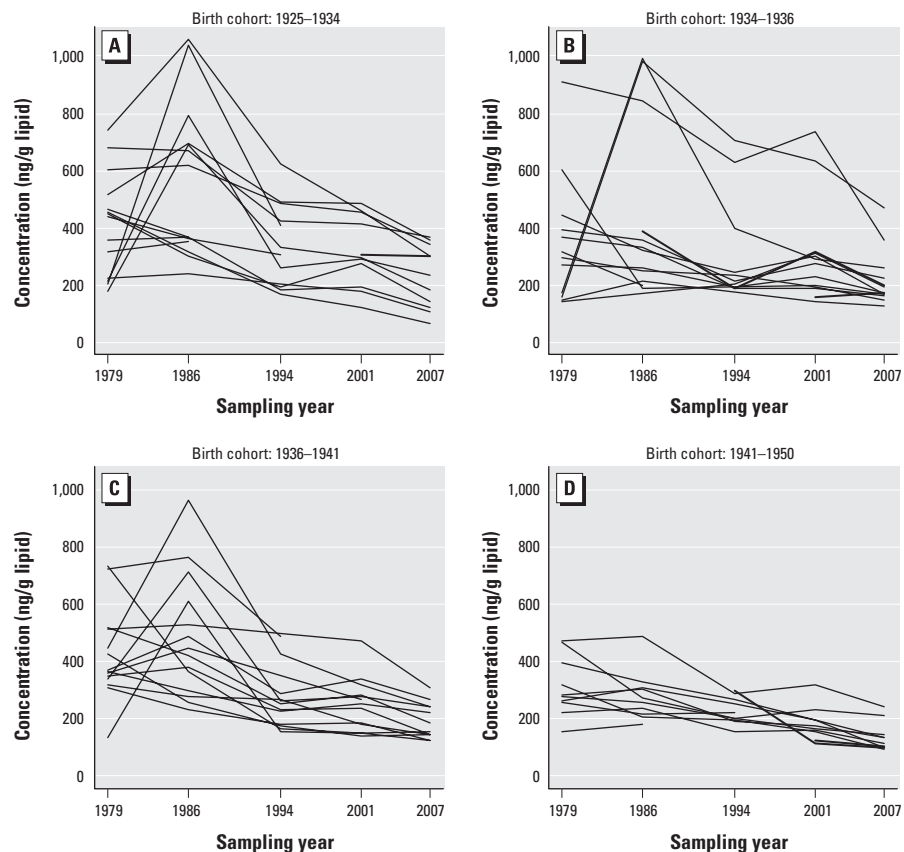 Birth cohort: 1925–1934
A
Concentration (ng/g lipid)
1,000
800
600
400
200
0
1979 1986 1994 2001 2007
Sampling year
Birth cohort: 1934–1936
B
Concentration (ng/g lipid)
1,000
800
600
400
200
0
1979 1986 1994 2001 2007
Sampling year
Birth cohort: 1936–1941
C
Concentration (ng/g lipid)
1,000
800
600
400
200
0
1979 1986 1994 2001 2007
Sampling year
Birth cohort: 1941–1950
D
Concentration (ng/g lipid)
1,000
800
600
400
200
0
1979 1986 1994 2001 2007
Sampling year